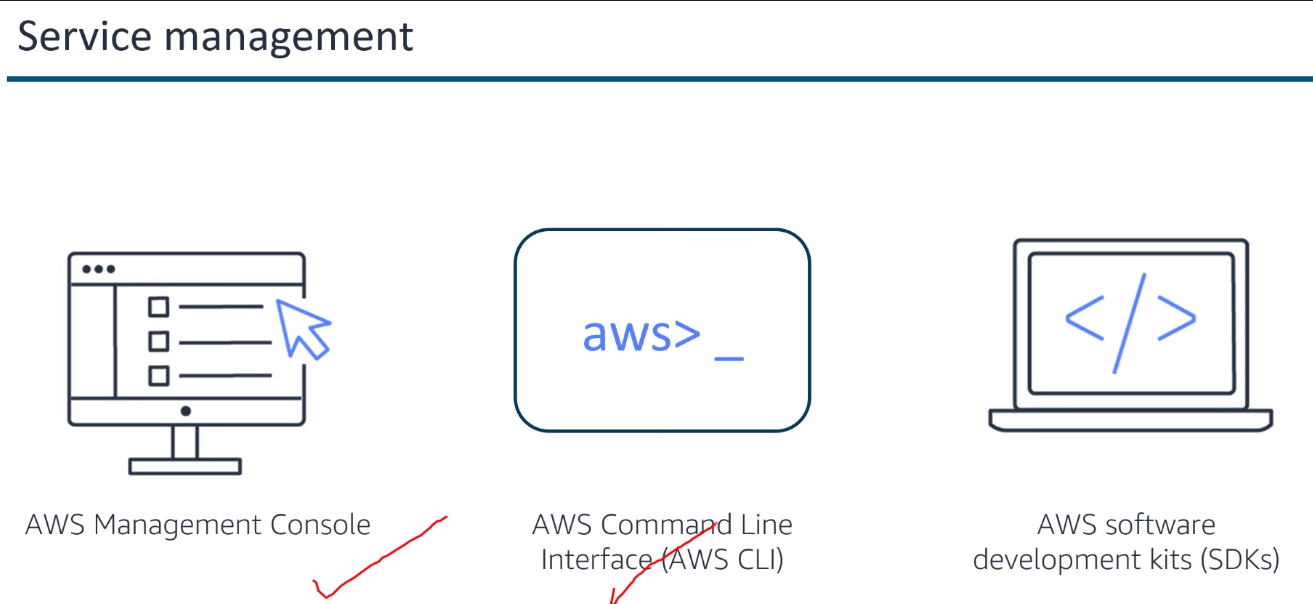 Service management
aws> _
</>
AWS Management Console
AWS Command Line
Interface (AWS CLI)
AWS software
development kits (SDKs)